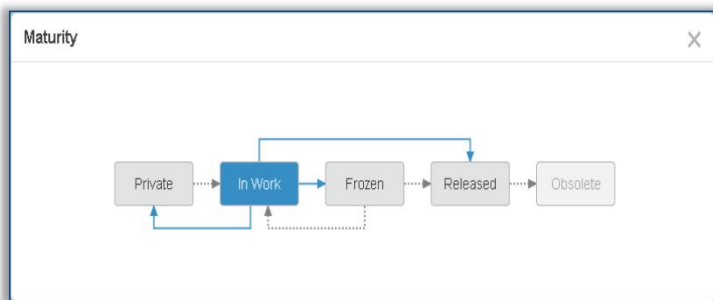 Maturity
Private
In Work
Frozen
Released
Obsolete